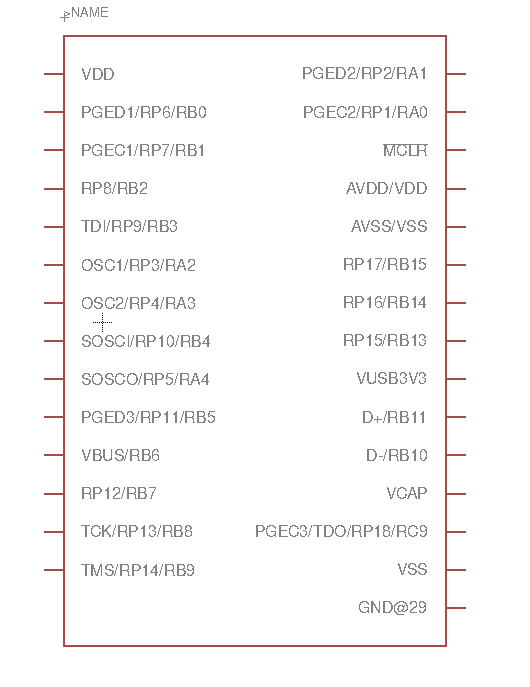 >NAME
VDD
PGED1/RP6/RB0
PGEC1/RP7/RB1
RP8/RB2
TDI/RP9/RB3
OSC1/RP3/RA2
OSC2/RP4/RA3
SOSCI/RP10/RB4
SOSCO/RP5/RA4
PGED3/RP11/RB5
VBUS/RB6
RP12/RB7
TCK/RP13/RB8
TMS/RP14/RB9
PGED2/RP2/RA1
PGEC2/RP1/RA0
MCLR
AVDD/VDD
AVSS/VSS
RP17/RB15
RP16/RB14
RP15/RB13
VUSB3V3
D+/RB11
D-/RB10
VCAP
PGEC3/TDO/RP18/RC9
VSS
GND@29